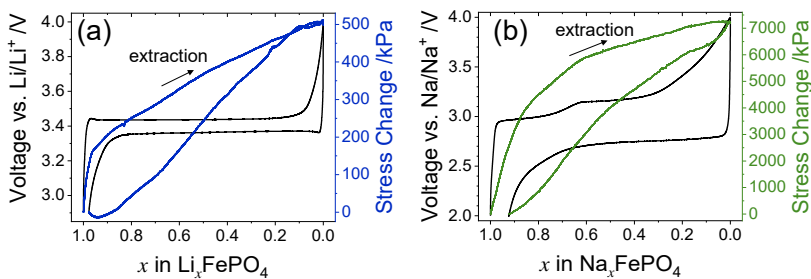 (a)
extraction
Voltage vs. Li/Li⁺ /V
4.0
3.8
3.6
3.4
3.2
3.0
500
400
300
200
100
0
Stress Change /kPa
1.0 0.8 0.6 0.4 0.2 0.0
x in LiₓFePO₄
(b)
extraction
Voltage vs. Na/Na⁺ /V
4.0
3.5
3.0
2.5
2.0
7000
6000
5000
4000
3000
2000
1000
0
Stress Change /kPa
1.0 0.8 0.6 0.4 0.2 0.0
x in NaₓFePO₄